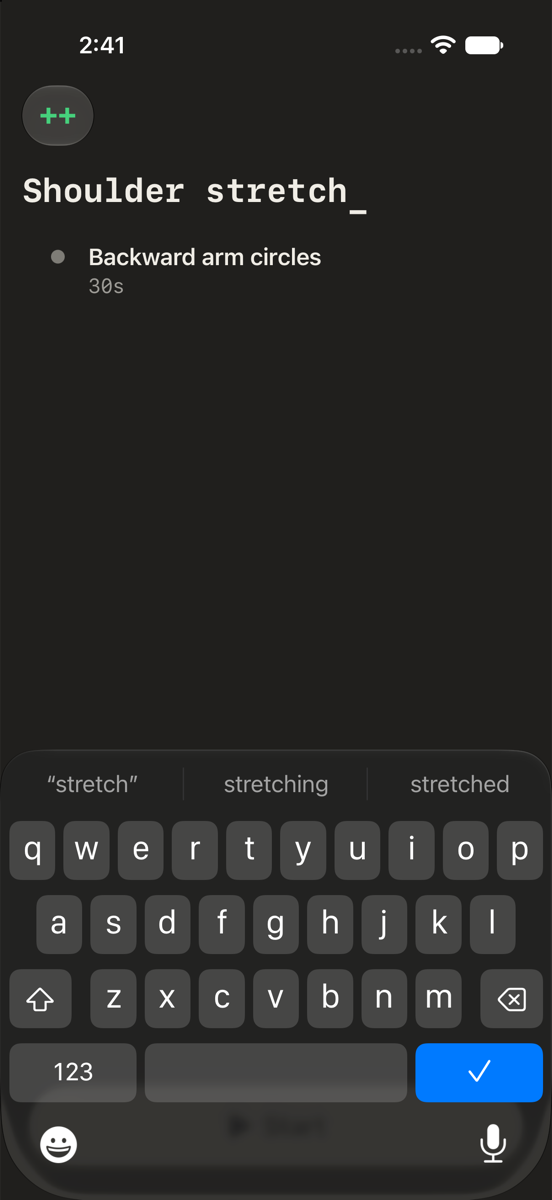 2:41
++
Shoulder stretch_
Backward arm circles
30s
“stretch” stretching stretched
q w e r t y u i o p
a s d f g h j k l
z x c v b n m
123